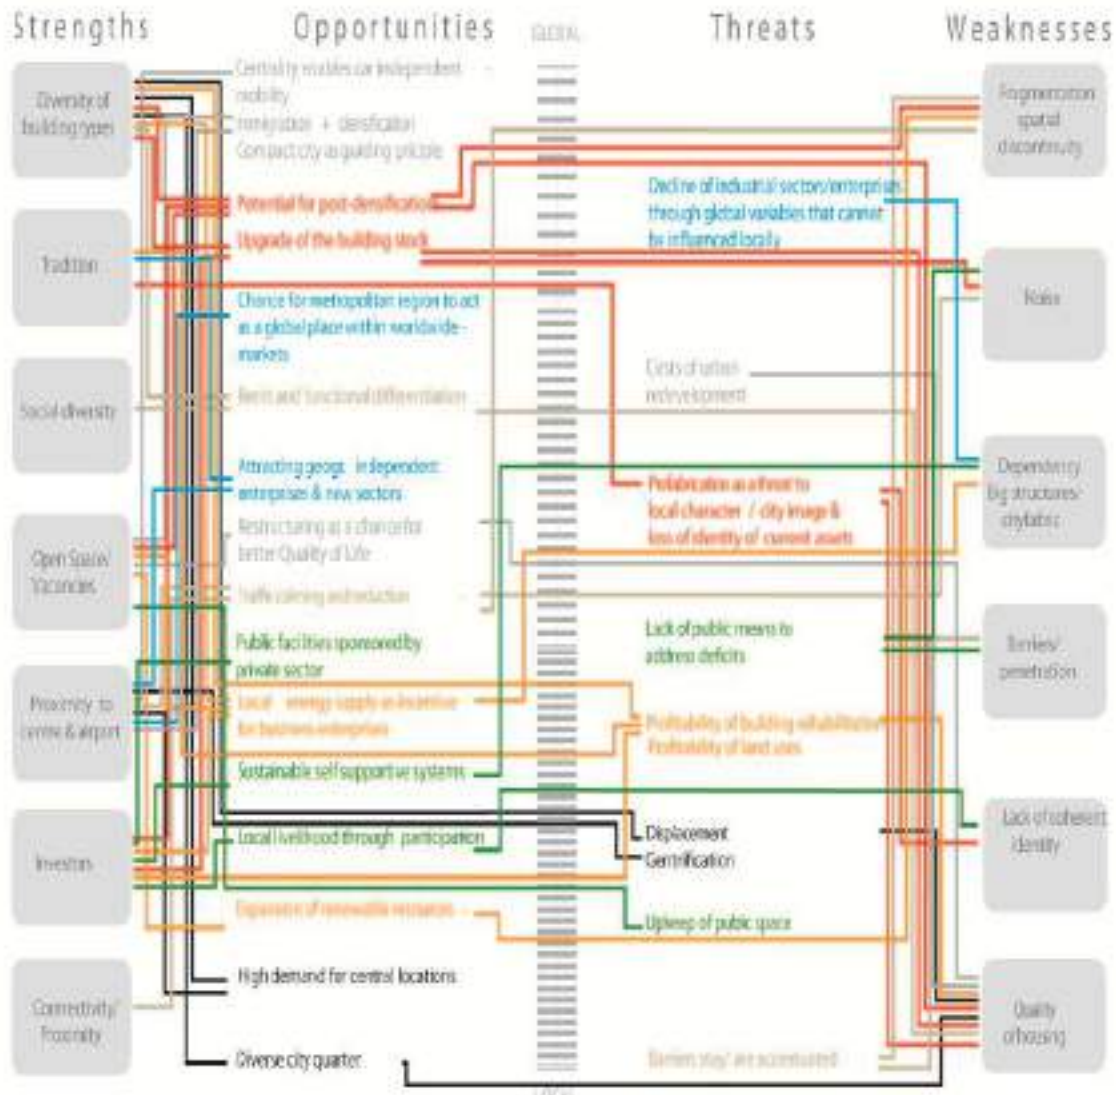 Strengths
Opportunities
GLOBAL
Threats
Weaknesses
Diversity of
building types
Tradition
Social diversity
Open Space/
Vacancies
Proximity to
centre & airport
Investors
Connectivity/
Proximity
Centrality enables car independent
mobility
Immigration + densification
Compact city as guiding priciple
Potential for post-densification
Upgrade of the building stock
Chance for metropolitan region to act
as a global place within worldwide
markets
and functional differentiation
Attracting geogr. independent
enterprises & new sectors
Restructuring as a chance for
better Quality of Life
Traffic calming and reduction
Public facilities sponsored by
private sector
Local energy supply as incentive
for business enterprises
Sustainable self supportive systems
Local livelihood through participation
Expansion of renewable resources
High demand for central locations
Diverse city quarter
Decline of industrial sectors/enterprises
through global variables that cannot
be influenced locally
Costs of urban
redevelopment
Prefabrication as a threat to
local character / city image &
loss of identity of current assets
Lack of public means to
address deficits
Profitability of building rehabilitation
Profitability of land uses
Displacement
Gentrification
Upkeep of public space
Barriers stay/ are accentuated
Fragmentation
spatial
discontinuity
Noise
Dependency
big structures/
cityfabric
Barriers/
penetration
Lack of coherent
identity
Quality
of housing
LOCAL